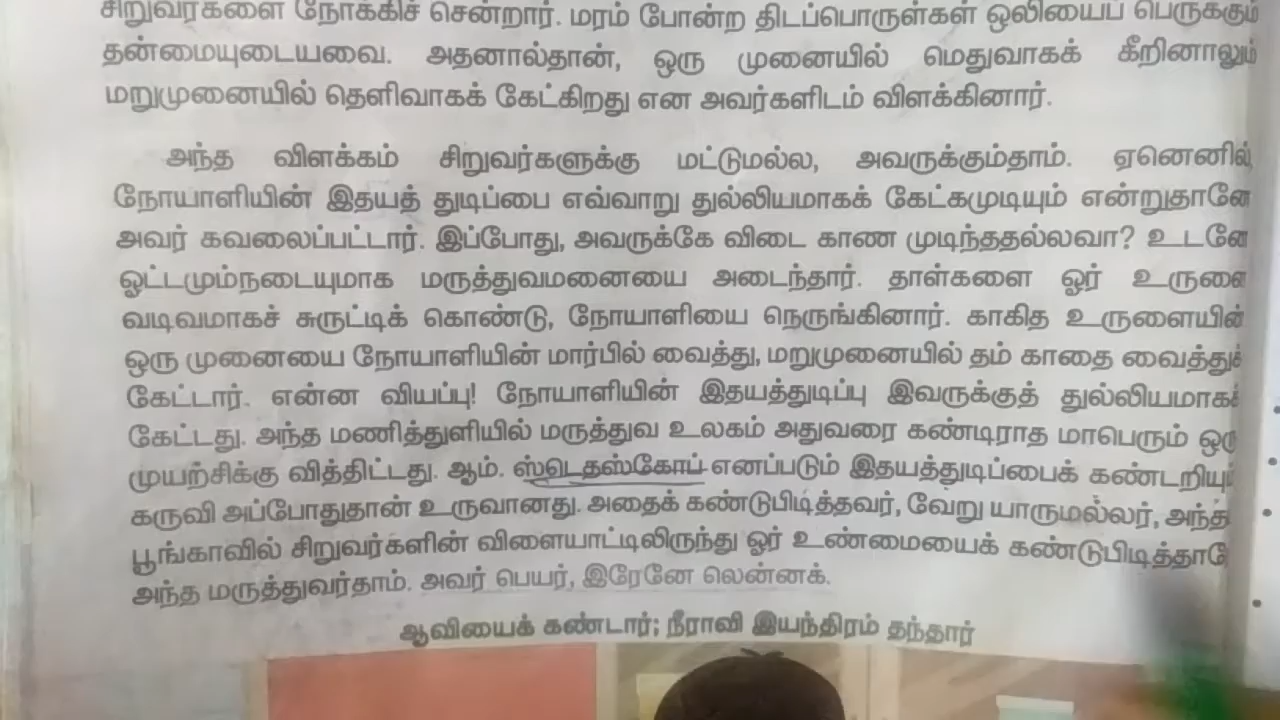 சிறுவர்களை நோக்கிச் சென்றார். மரம் போன்ற திடப்பொருள்கள் ஒலியைப் பெருக்கும்
தன்மையுடையவை. அதனால்தான், ஒரு முனையில் மெதுவாகக் கீறினாலும்
மறுமுனையில் தெளிவாகக் கேட்கிறது என அவர்களிடம் விளக்கினார்.
அந்த விளக்கம் சிறுவர்களுக்கு மட்டுமல்ல, அவருக்கும்தாம். ஏனெனில்
நோயாளியின் இதயத் துடிப்பை எவ்வாறு துல்லியமாகக் கேட்கமுடியும் என்றுதானே
அவர் கவலைப்பட்டார். இப்போது, அவருக்கே விடை காண முடிந்ததல்லவா? உடனே
ஓட்டமும்நடையுமாக மருத்துவமனையை அடைந்தார். தாள்களை ஓர் உருளை
வடிவமாகச் சுருட்டிக் கொண்டு, நோயாளியை நெருங்கினார். காகித உருளையின்
ஒரு முனையை நோயாளியின் மார்பில் வைத்து, மறுமுனையில் தம் காதை வைத்துக்
கேட்டார். என்ன வியப்பு! நோயாளியின் இதயத்துடிப்பு இவருக்குத் துல்லியமாகக்
கேட்டது. அந்த மணித்துளியில் மருத்துவ உலகம் அதுவரை கண்டிராத மாபெரும் ஒரு
முயற்சிக்கு வித்திட்டது. ஆம். ஸ்டெதஸ்கோப் எனப்படும் இதயத்துடிப்பைக் கண்டறியும்
கருவி அப்போதுதான் உருவானது. அதைக் கண்டுபிடித்தவர், வேறு யாருமல்லர், அந்தப்
பூங்காவில் சிறுவர்களின் விளையாட்டிலிருந்து ஓர் உண்மையைக் கண்டுபிடித்தாரே
அந்த மருத்துவர்தாம். அவர் பெயர், இரேனே லென்னக்.
ஆவியைக் கண்டார்; நீராவி இயந்திரம் தந்தார்